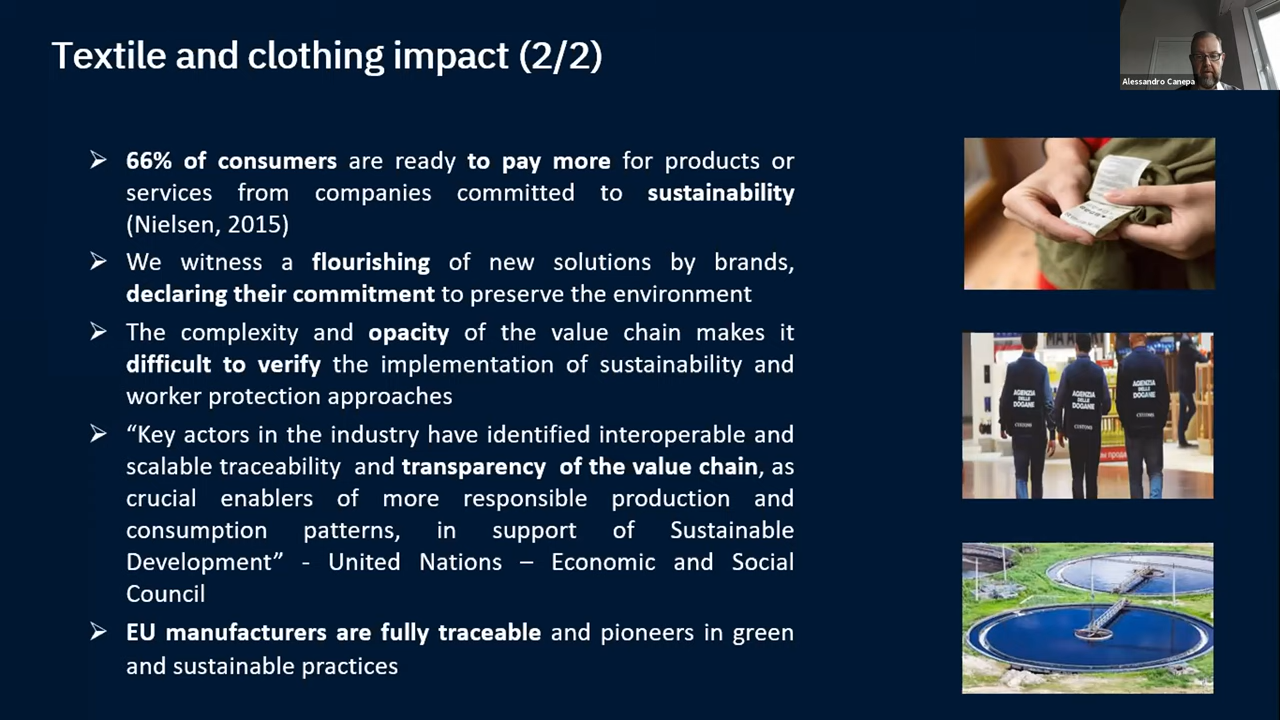 Textile and clothing impact (2/2)
Alessandro Canepa
➢ 66% of consumers are ready to pay more for products or
services from companies committed to sustainability
(Nielsen, 2015)
➢ We witness a flourishing of new solutions by brands,
declaring their commitment to preserve the environment
➢ The complexity and opacity of the value chain makes it
difficult to verify the implementation of sustainability and
worker protection approaches
➢ “Key actors in the industry have identified interoperable and
scalable traceability and transparency of the value chain, as
crucial enablers of more responsible production and
consumption patterns, in support of Sustainable
Development” - United Nations – Economic and Social
Council
➢ EU manufacturers are fully traceable and pioneers in green
and sustainable practices
AGENZIA
DELLE
DOGANE
CUSTOMS
AGENZIA
DELLE
DOGANE
CUSTOMS
AGENZIA
DELLE
DOGANE
CUSTOMS